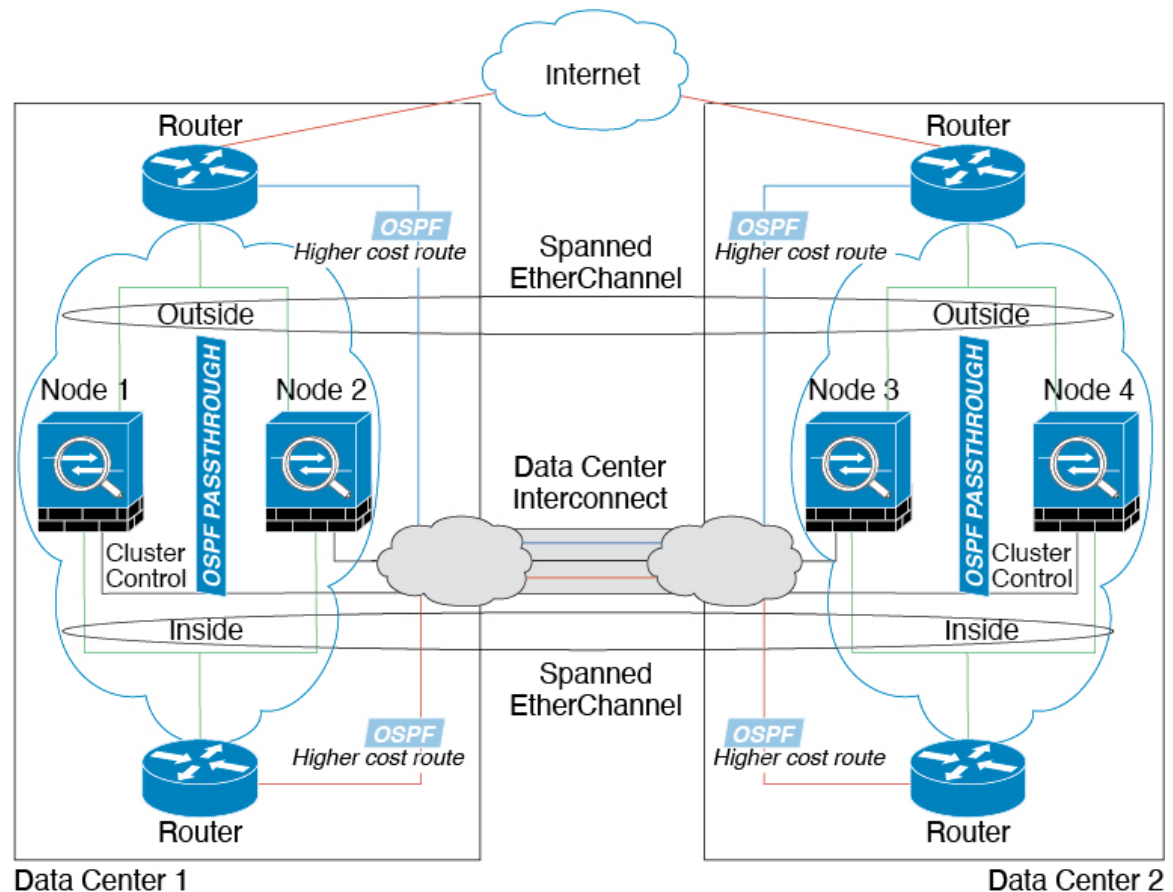 Internet
Router
Router
OSPF
Higher cost route
OSPF
Higher cost route
Spanned
EtherChannel
Outside
Outside
Node 1
Node 2
Node 3
Node 4
OSPF PASSTHROUGH
OSPF PASSTHROUGH
Data Center
Interconnect
Cluster
Control
Cluster
Control
Inside
Inside
Spanned
EtherChannel
OSPF
Higher cost route
OSPF
Higher cost route
Router
Router
Data Center 1
Data Center 2